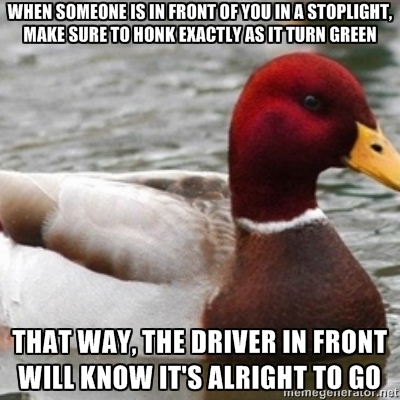 WHEN SOMEONE IS IN FRONT OF YOU IN A STOPLIGHT,
MAKE SURE TO HONK EXACTLY AS IT TURN GREEN
THAT WAY, THE DRIVER IN FRONT
WILL KNOW IT'S ALRIGHT TO GO
memegenerator.net